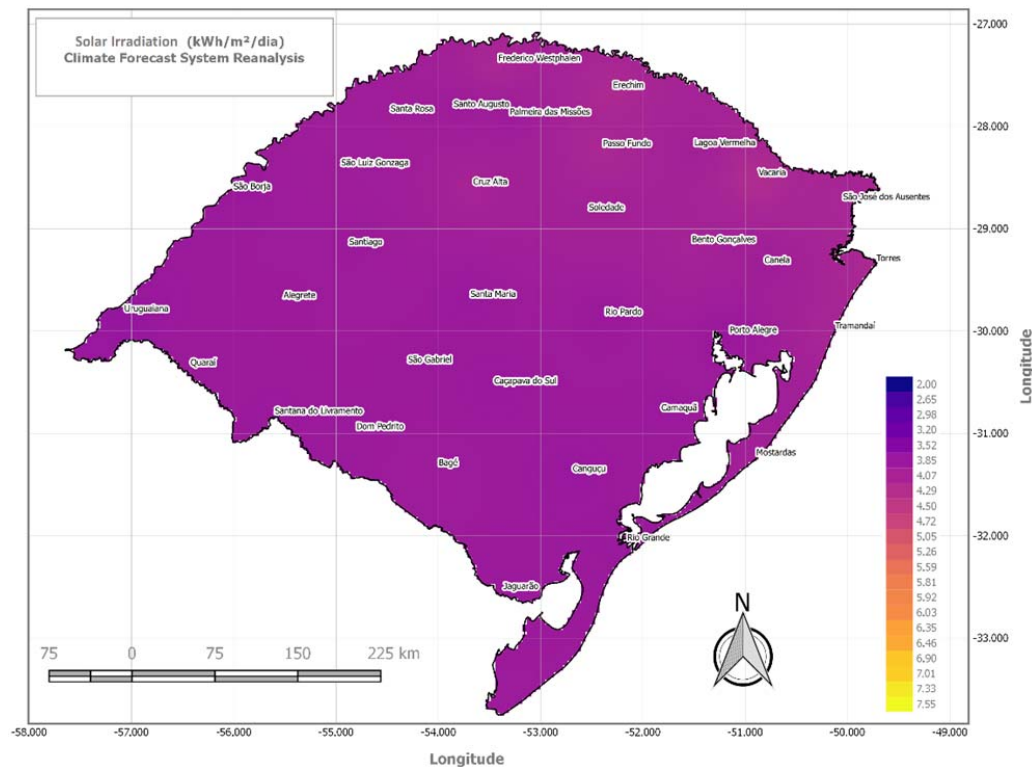 Solar Irradiation (kWh/m²/dia)
Climate Forecast System Reanalysis
-27.000
Frederico Westphalen
Erechim
Santa Rosa
Santo Augusto
Palmeira das Missões
-28.000
Passo Fundo
Lagoa Vermelha
São Luiz Gonzaga
Vacaria
São Borja
Cruz Alta
São José dos Ausentes
Soledade
-29.000
Santiago
Bento Gonçalves
Canela
Torres
Alegrete
Santa Maria
Uruguaiana
Rio Pardo
-30.000
Porto Alegre
Tramandaí
Quaraí
São Gabriel
Caçapava do Sul
Longitude
Santana do Livramento
Camaquã
Dom Pedrito
-31.000
Mostardas
Bagé
Canguçu
-32.000
Rio Grande
Jaguarão
-33.000
2.00
2.65
2.98
3.20
3.52
3.85
4.07
4.29
4.50
4.72
5.05
5.26
5.59
5.81
5.92
6.03
6.35
6.46
6.90
7.01
7.33
7.55
N
75 0 75 150 225 km
-58.000 -57.000 -56.000 -55.000 -54.000 -53.000 -52.000 -51.000 -50.000 -49.000
Longitude